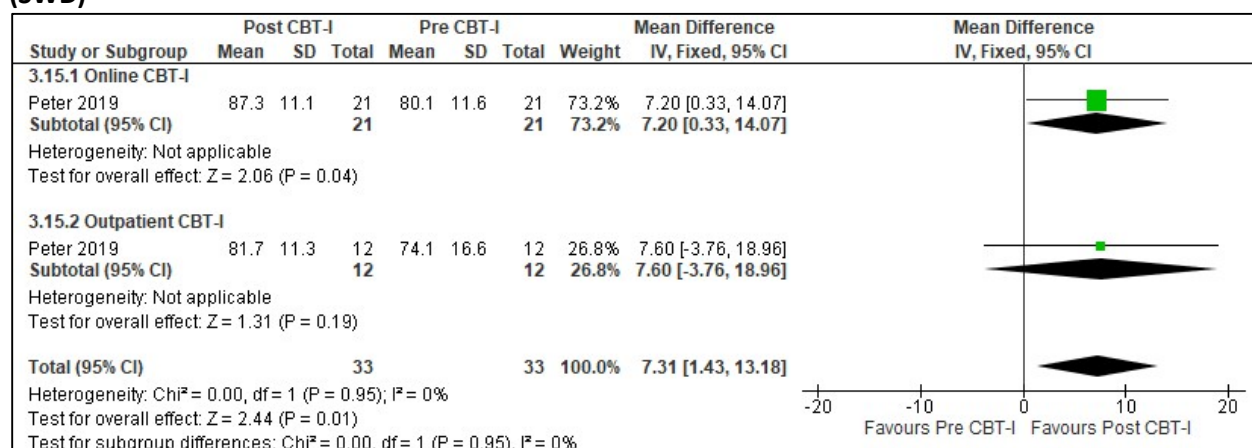 (SWD)
Post CBT-I Pre CBT-I Mean Difference Mean Difference
Study or Subgroup Mean SD Total Mean SD Total Weight IV, Fixed, 95% CI IV, Fixed, 95% CI
3.15.1 Online CBT-I
Peter 2019 87.3 11.1 21 80.1 11.6 21 73.2% 7.20 [0.33, 14.07]
Subtotal (95% CI) 21 21 73.2% 7.20 [0.33, 14.07]
Heterogeneity: Not applicable
Test for overall effect: Z = 2.06 (P = 0.04)
3.15.2 Outpatient CBT-I
Peter 2019 81.7 11.3 12 74.1 16.6 12 26.8% 7.60 [-3.76, 18.96]
Subtotal (95% CI) 12 12 26.8% 7.60 [-3.76, 18.96]
Heterogeneity: Not applicable
Test for overall effect: Z = 1.31 (P = 0.19)
Total (95% CI) 33 33 100.0% 7.31 [1.43, 13.18]
Heterogeneity: Chi² = 0.00, df = 1 (P = 0.95); I² = 0%
Test for overall effect: Z = 2.44 (P = 0.01)
Test for subgroup differences: Chi² = 0.00, df = 1 (P = 0.95), I² = 0%
-20 -10 0 10 20
Favours Pre CBT-I Favours Post CBT-I